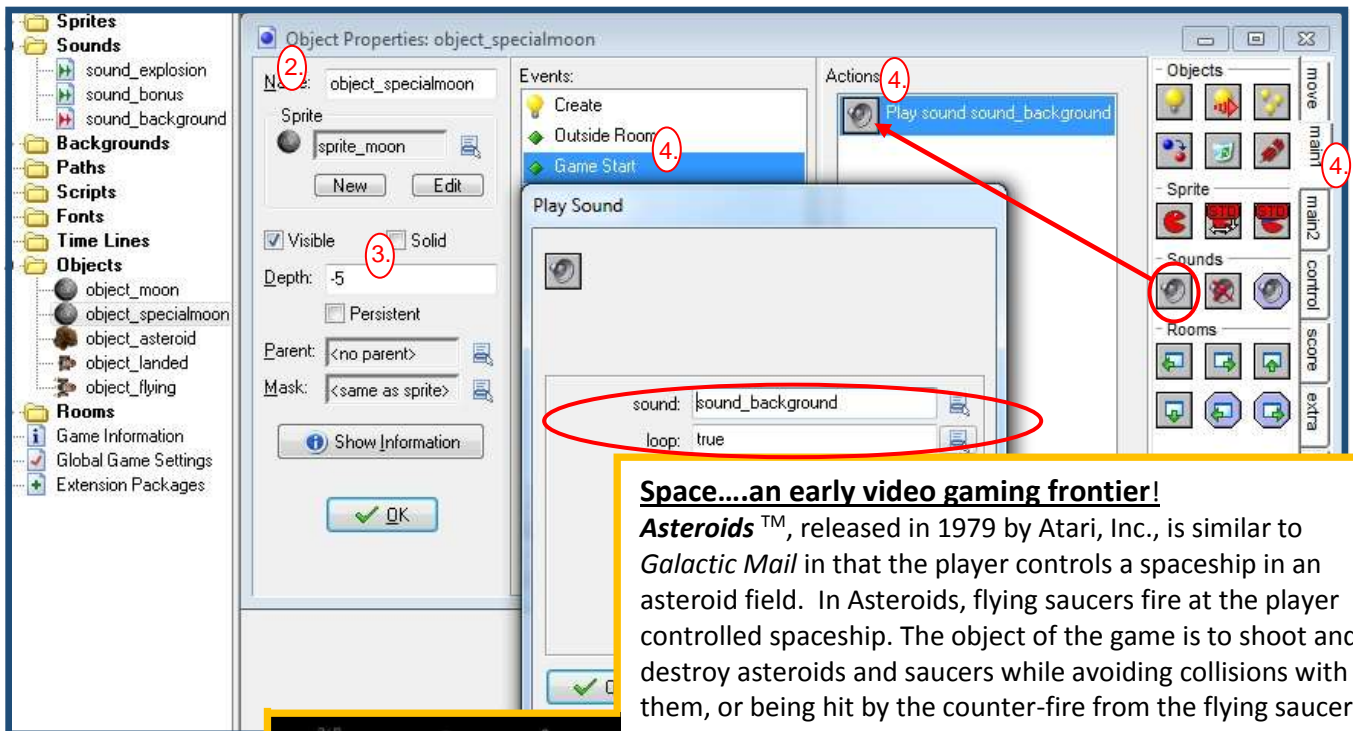 Sprites
Sounds
sound_explosion
sound_bonus
sound_background
Backgrounds
Paths
Scripts
Fonts
Time Lines
Objects
object_moon
object_specialmoon
object_asteroid
object_landed
object_flying
Rooms
Game Information
Global Game Settings
Extension Packages
Object Properties: object_specialmoon
2.
object_specialmoon
Sprite
sprite_moon
New
Edit
Visible
Solid
3.
Depth: -5
Persistent
Parent: <no parent>
Mask: <same as sprite>
Show Information
OK
Events:
Create
Outside Room
4.
Game Start
Actions
4.
Play sound sound_background
Play Sound
sound: sound_background
loop: true
Objects
Sprite
Sounds
Rooms
move
main1
4.
main2
control
score
extra
Space….an early video gaming frontier!
Asteroids ™, released in 1979 by Atari, Inc., is similar to
Galactic Mail in that the player controls a spaceship in an
asteroid field. In Asteroids, flying saucers fire at the player
controlled spaceship. The object of the game is to shoot and
destroy asteroids and saucers while avoiding collisions with
them, or being hit by the counter-fire from the flying saucer